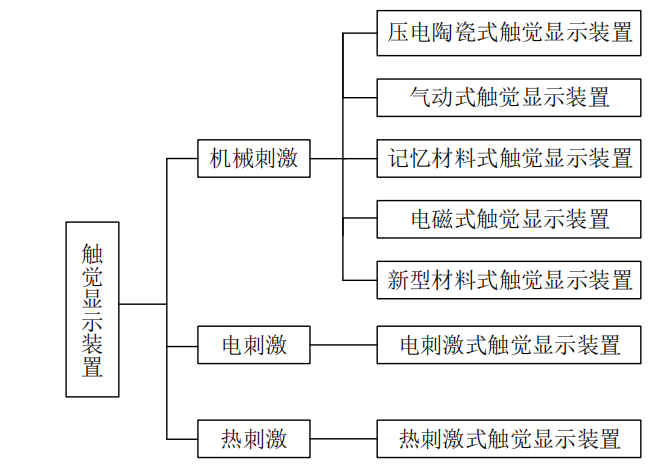 触觉显示装置
机械刺激
压电陶瓷式触觉显示装置
气动式触觉显示装置
记忆材料式触觉显示装置
电磁式触觉显示装置
新型材料式触觉显示装置
电刺激
电刺激式触觉显示装置
热刺激
热刺激式触觉显示装置